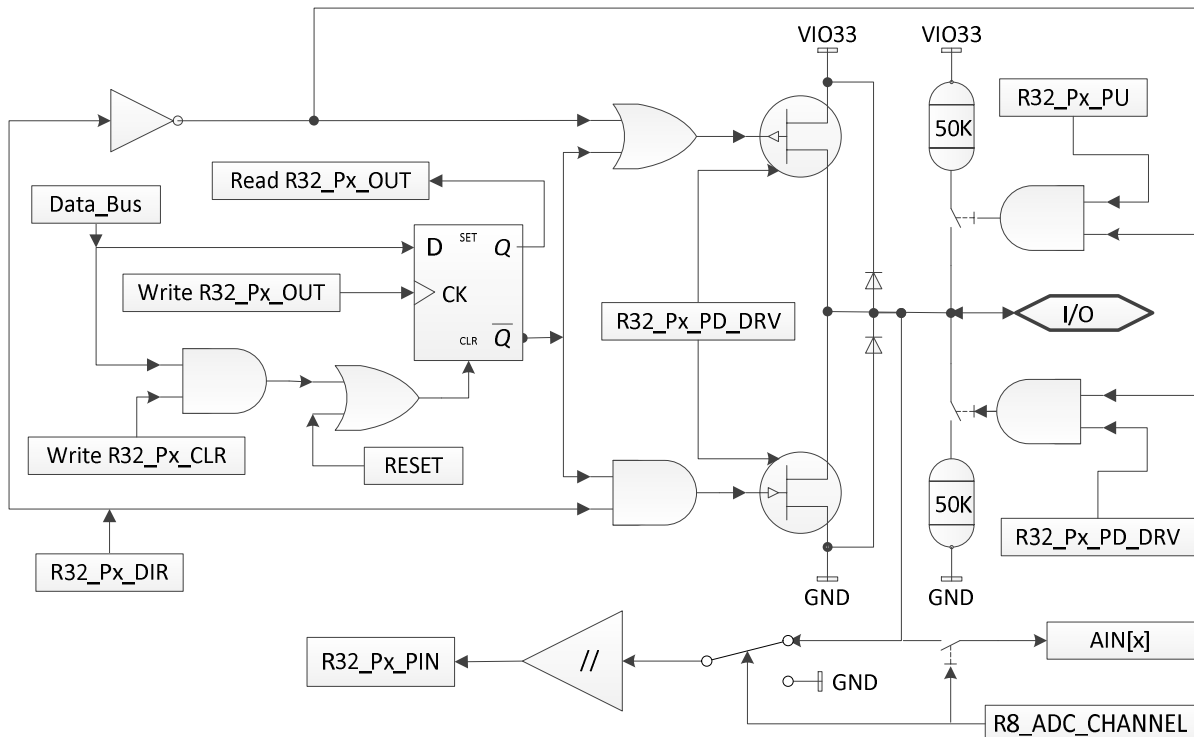 VIO33
VIO33
R32_Px_PU
50K
Read R32_Px_OUT
Data_Bus
D
SET
Q
Write R32_Px_OUT
CK
R32_Px_PD_DRV
I/O
CLR
Q
Write R32_Px_CLR
RESET
50K
R32_Px_PD_DRV
R32_Px_DIR
GND
GND
R32_Px_PIN
//
AIN[x]
GND
R8_ADC_CHANNEL